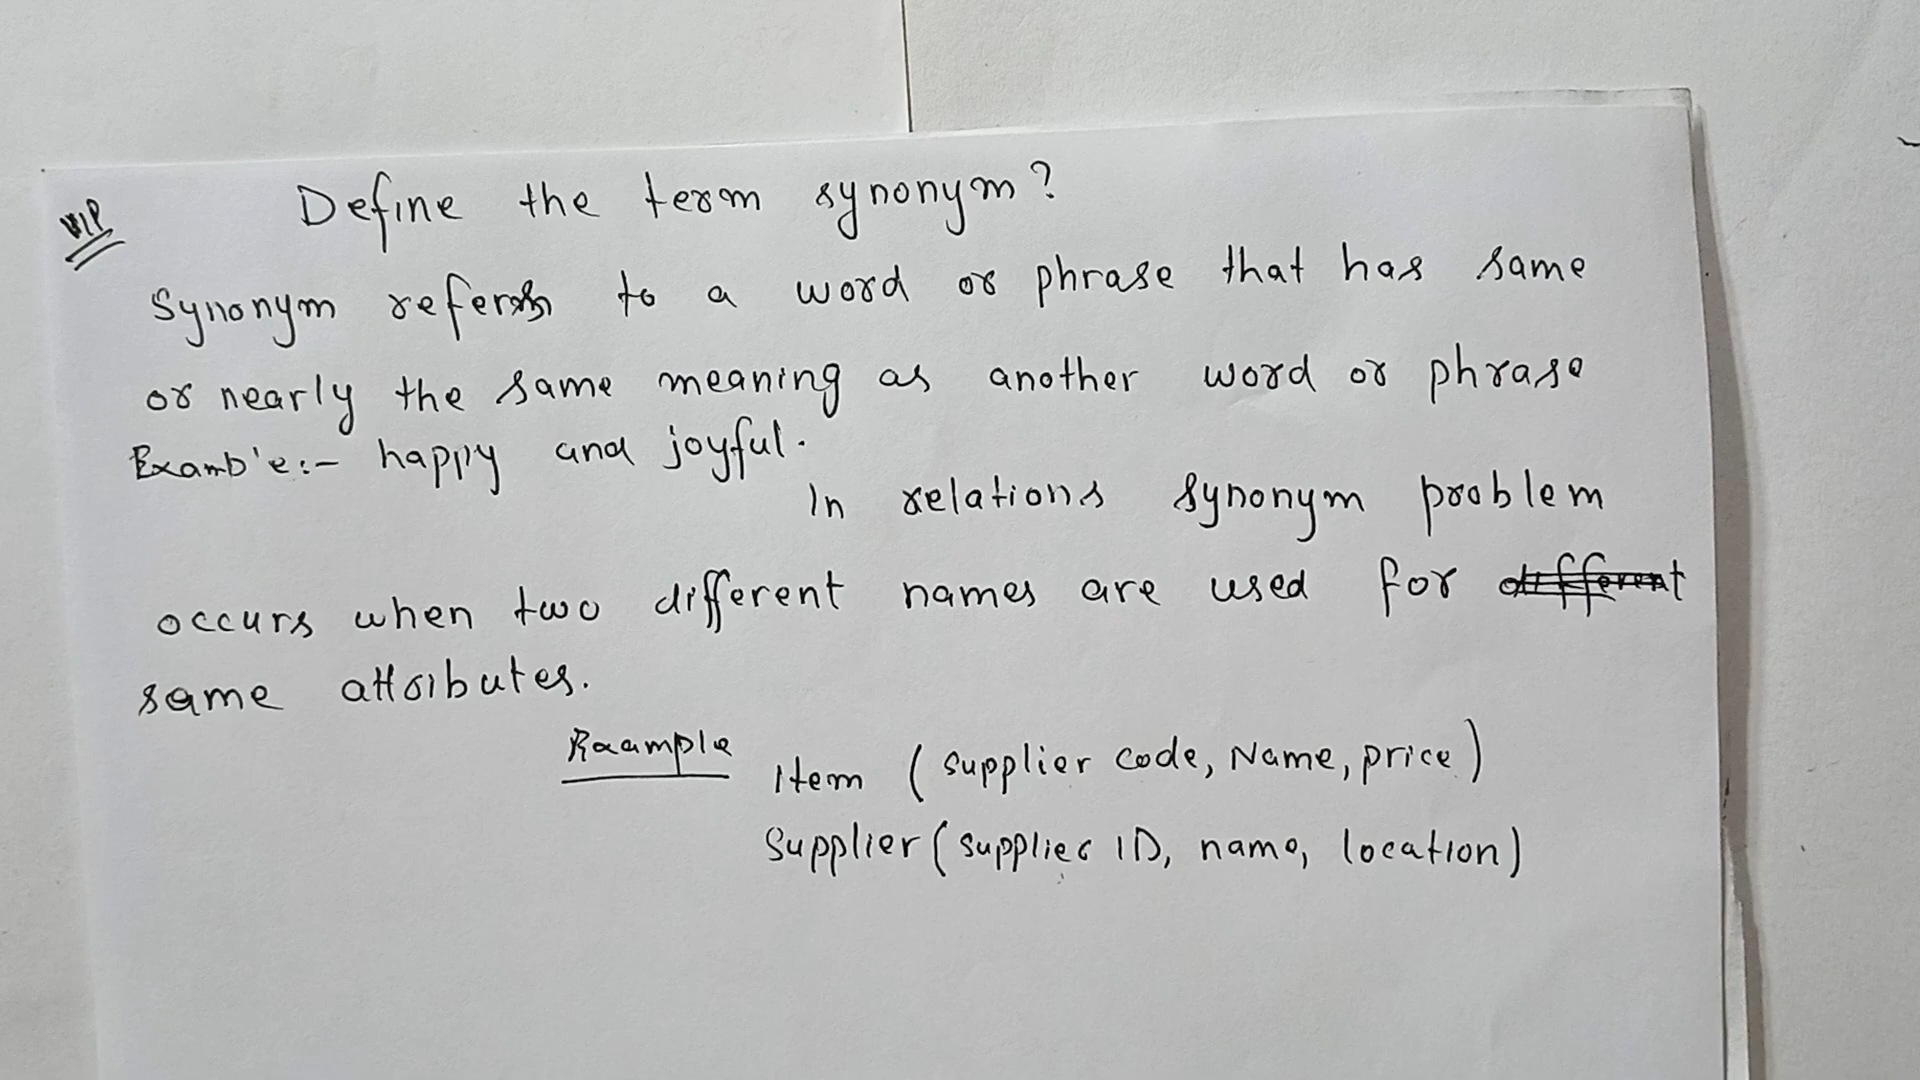 VIP
Define the term synonym?
Synonym refers to a word or phrase that has same
or nearly the same meaning as another word or phrase
Examb'e:- happy and joyful.
In relations synonym problem
occurs when two different names are used for different
same attributes.
Example
Item (supplier code, Name, price)
Supplier (supplier ID, name, location)